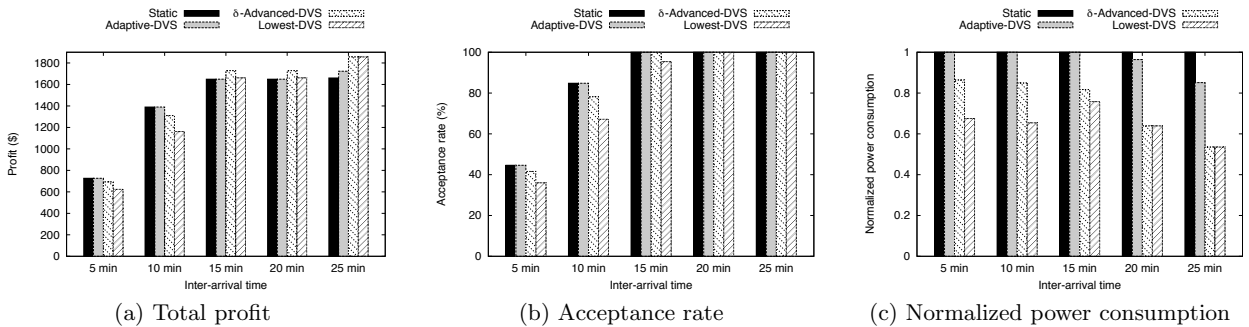 Static
Adaptive-DVS
δ-Advanced-DVS
Lowest-DVS
Profit ($)
1800
1600
1400
1200
1000
800
600
400
200
0
5 min 10 min 15 min 20 min 25 min
Inter-arrival time
(a) Total profit
Static
Adaptive-DVS
δ-Advanced-DVS
Lowest-DVS
Acceptance rate (%)
100
80
60
40
20
0
5 min 10 min 15 min 20 min 25 min
Inter-arrival time
(b) Acceptance rate
Static
Adaptive-DVS
δ-Advanced-DVS
Lowest-DVS
Normalized power consumption
1
0.8
0.6
0.4
0.2
0
5 min 10 min 15 min 20 min 25 min
Inter-arrival time
(c) Normalized power consumption